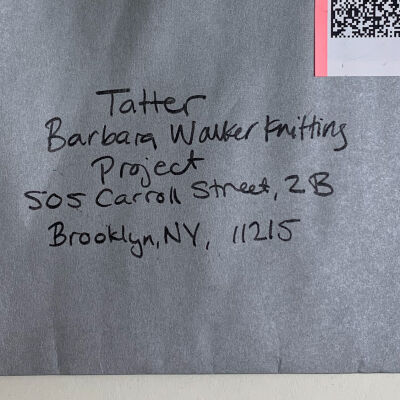 Tatter
Barbara Walker Knitting
Project
505 Carroll Street, 2B
Brooklyn, NY, 11215